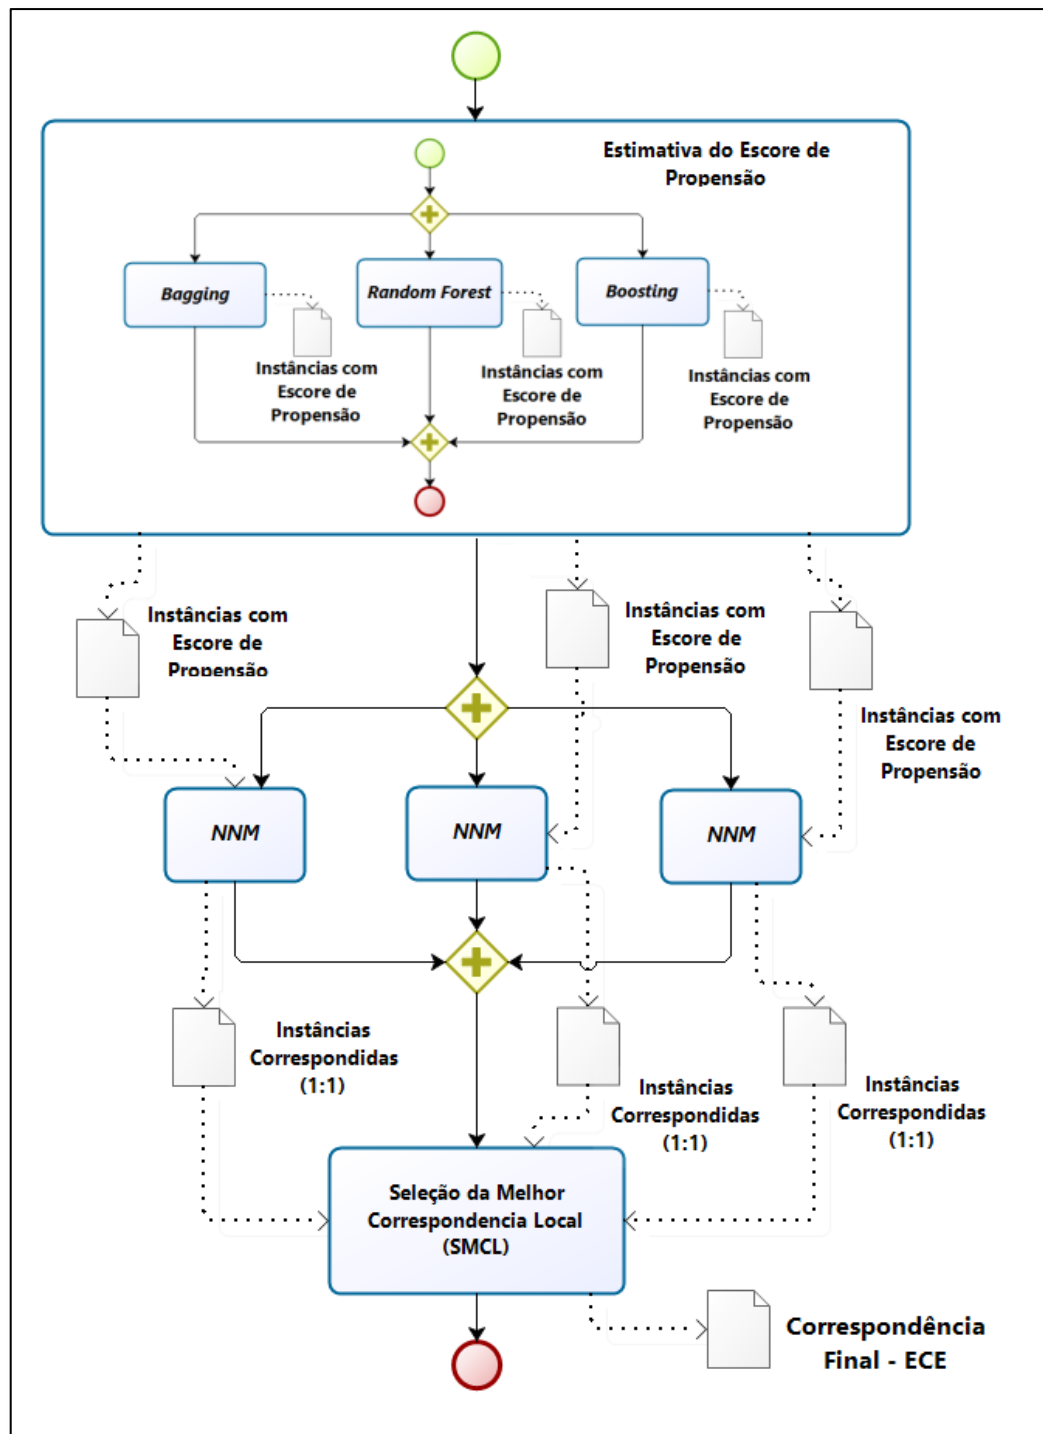 Estimativa do Escore de
Propensão
Bagging
Random Forest
Boosting
Instâncias com
Escore de
Propensão
Instâncias com
Escore de
Propensão
Instâncias com
Escore de
Propensão
Instâncias com
Escore de
Propensão
Instâncias com
Escore de
Propensão
Instâncias com
Escore de
Propensão
NNM
NNM
NNM
Instâncias
Correspondidas
(1:1)
Instâncias
Correspondidas
(1:1)
Instâncias
Correspondidas
(1:1)
Seleção da Melhor
Correspondencia Local
(SMCL)
Correspondência
Final - ECE